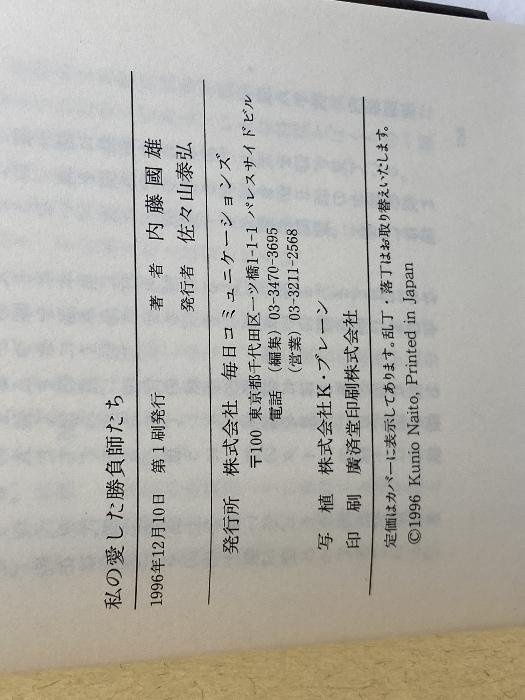 私の愛した勝負師たち
1996年12月10日 第1刷発行
著者 内藤國雄
発行者 佐々山泰弘
発行所 株式会社 毎日コミュニケーションズ
〒100 東京都千代田区一ツ橋1-1-1 パレスサイドビル
電話 (編集) 03-3470-3695
(営業) 03-3211-2568
写植 株式会社K・ブレーン
印刷 廣済堂印刷株式会社
定価はカバーに表示してあります。乱丁・落丁はお取り替えいたします。
©1996 Kunio Naito, Printed in Japan